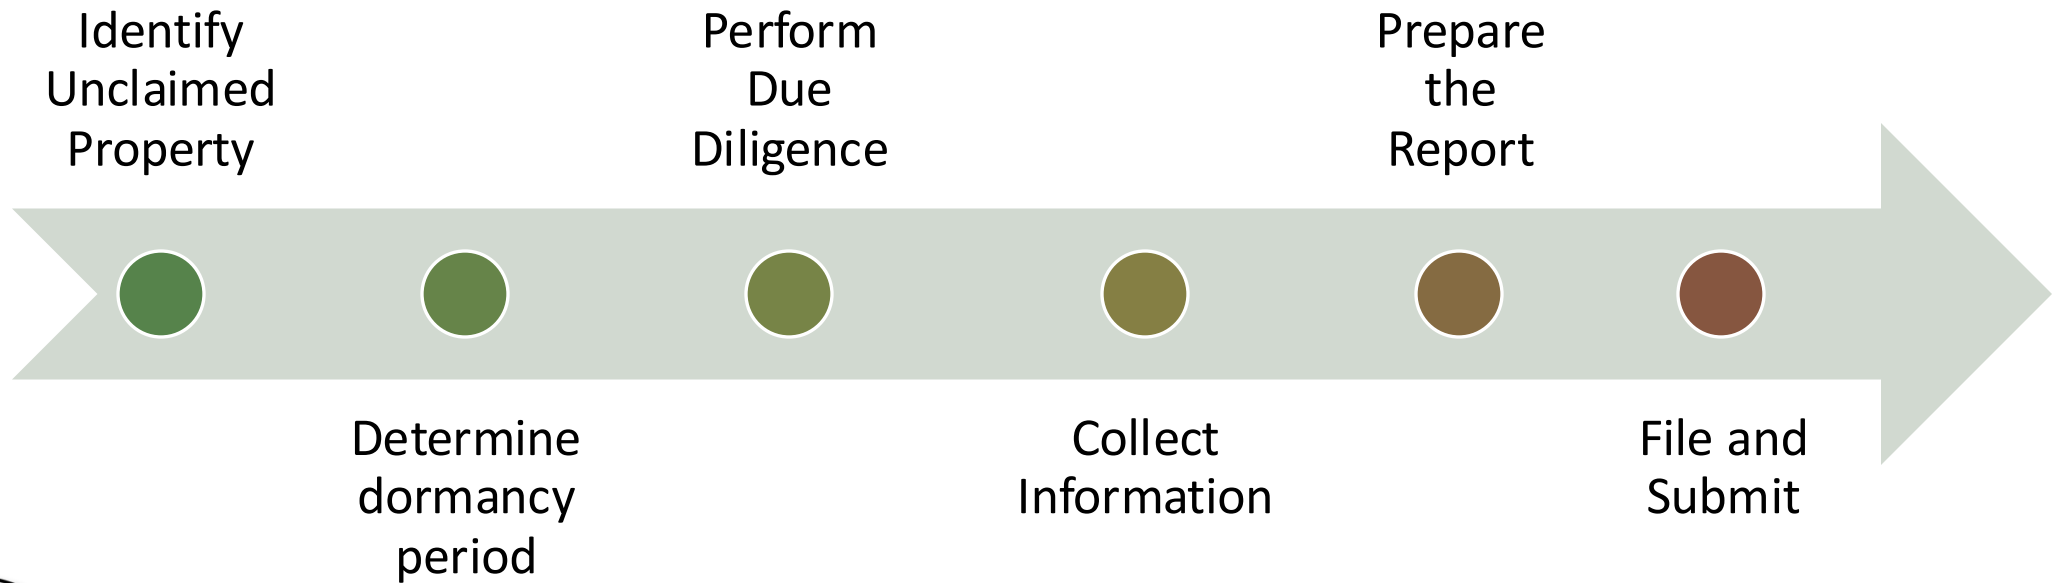 Identify
Unclaimed
Property
Determine
dormancy
period
Perform
Due
Diligence
Collect
Information
Prepare
the
Report
File and
Submit